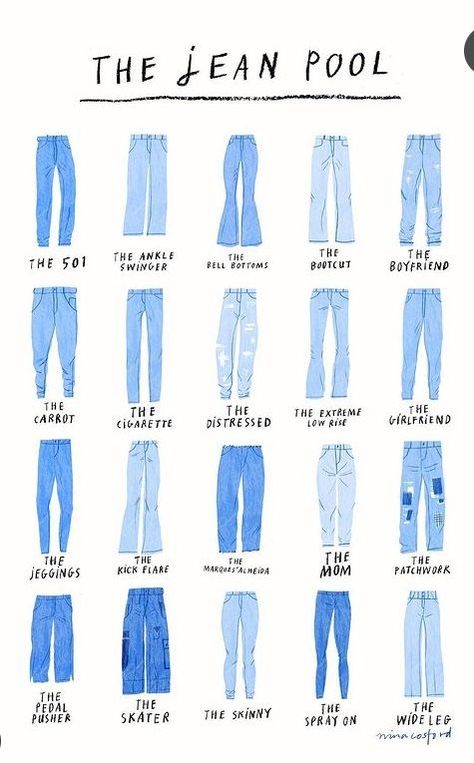 THE jEAN POOL
THE 501
THE ANKLE
SWINGER
THE
BELL BOTTOMS
THE
BOOTCUT
THE
BOYFRIEND
THE
CARROT
THE
CIGARETTE
THE
DISTRESSED
THE EXTREME
LOW RISE
THE
GiRLFRIEND
THE
jEGGINGS
THE
KICK FLARE
THE
MARQUES'ALMEIDA
THE
MOM
THE
PATCHWORK
THE
PEDAL
PUSHER
THE
SKATER
THE SKiNNY
THE
SPRAY ON
THE
WIDE LEG
ninacosford